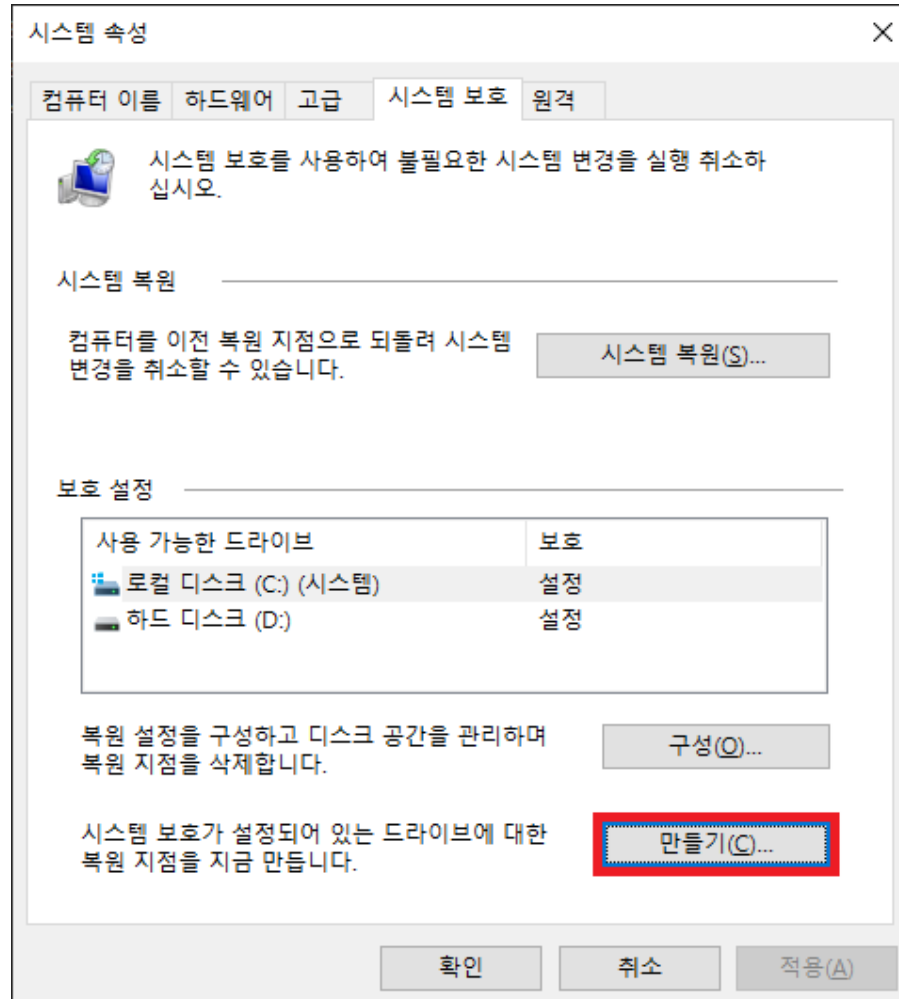 시스템 속성
컴퓨터 이름 하드웨어 고급 시스템 보호 원격
시스템 보호를 사용하여 불필요한 시스템 변경을 실행 취소하
십시오.
시스템 복원
컴퓨터를 이전 복원 지점으로 되돌려 시스템
변경을 취소할 수 있습니다.
시스템 복원(S)...
보호 설정
사용 가능한 드라이브 보호
로컬 디스크 (C:) (시스템) 설정
하드 디스크 (D:) 설정
복원 설정을 구성하고 디스크 공간을 관리하며
복원 지점을 삭제합니다.
구성(O)...
시스템 보호가 설정되어 있는 드라이브에 대한
복원 지점을 지금 만듭니다.
만들기(C)...
확인 취소 적용(A)